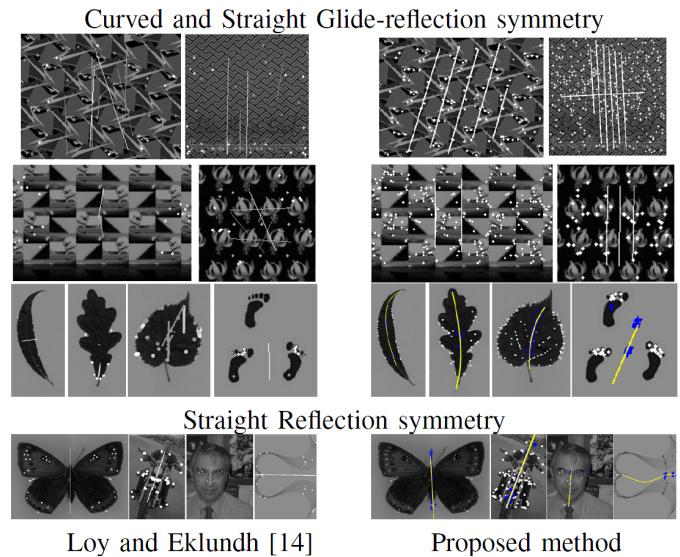 Curved and Straight Glide-reflection symmetry
Straight Reflection symmetry
Loy and Eklundh [14]
Proposed method